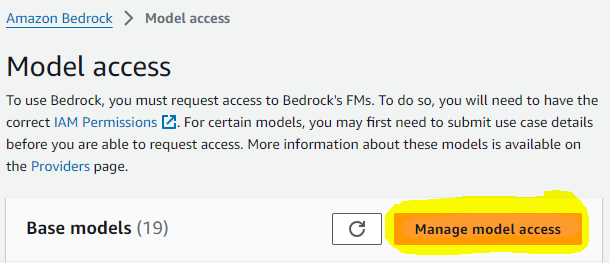 Amazon Bedrock > Model access
Model access
To use Bedrock, you must request access to Bedrock's FMs. To do so, you will need to have the
correct IAM Permissions. For certain models, you may first need to submit use case details
before you are able to request access. More information about these models is available on
the Providers page.
Base models (19) Manage model access